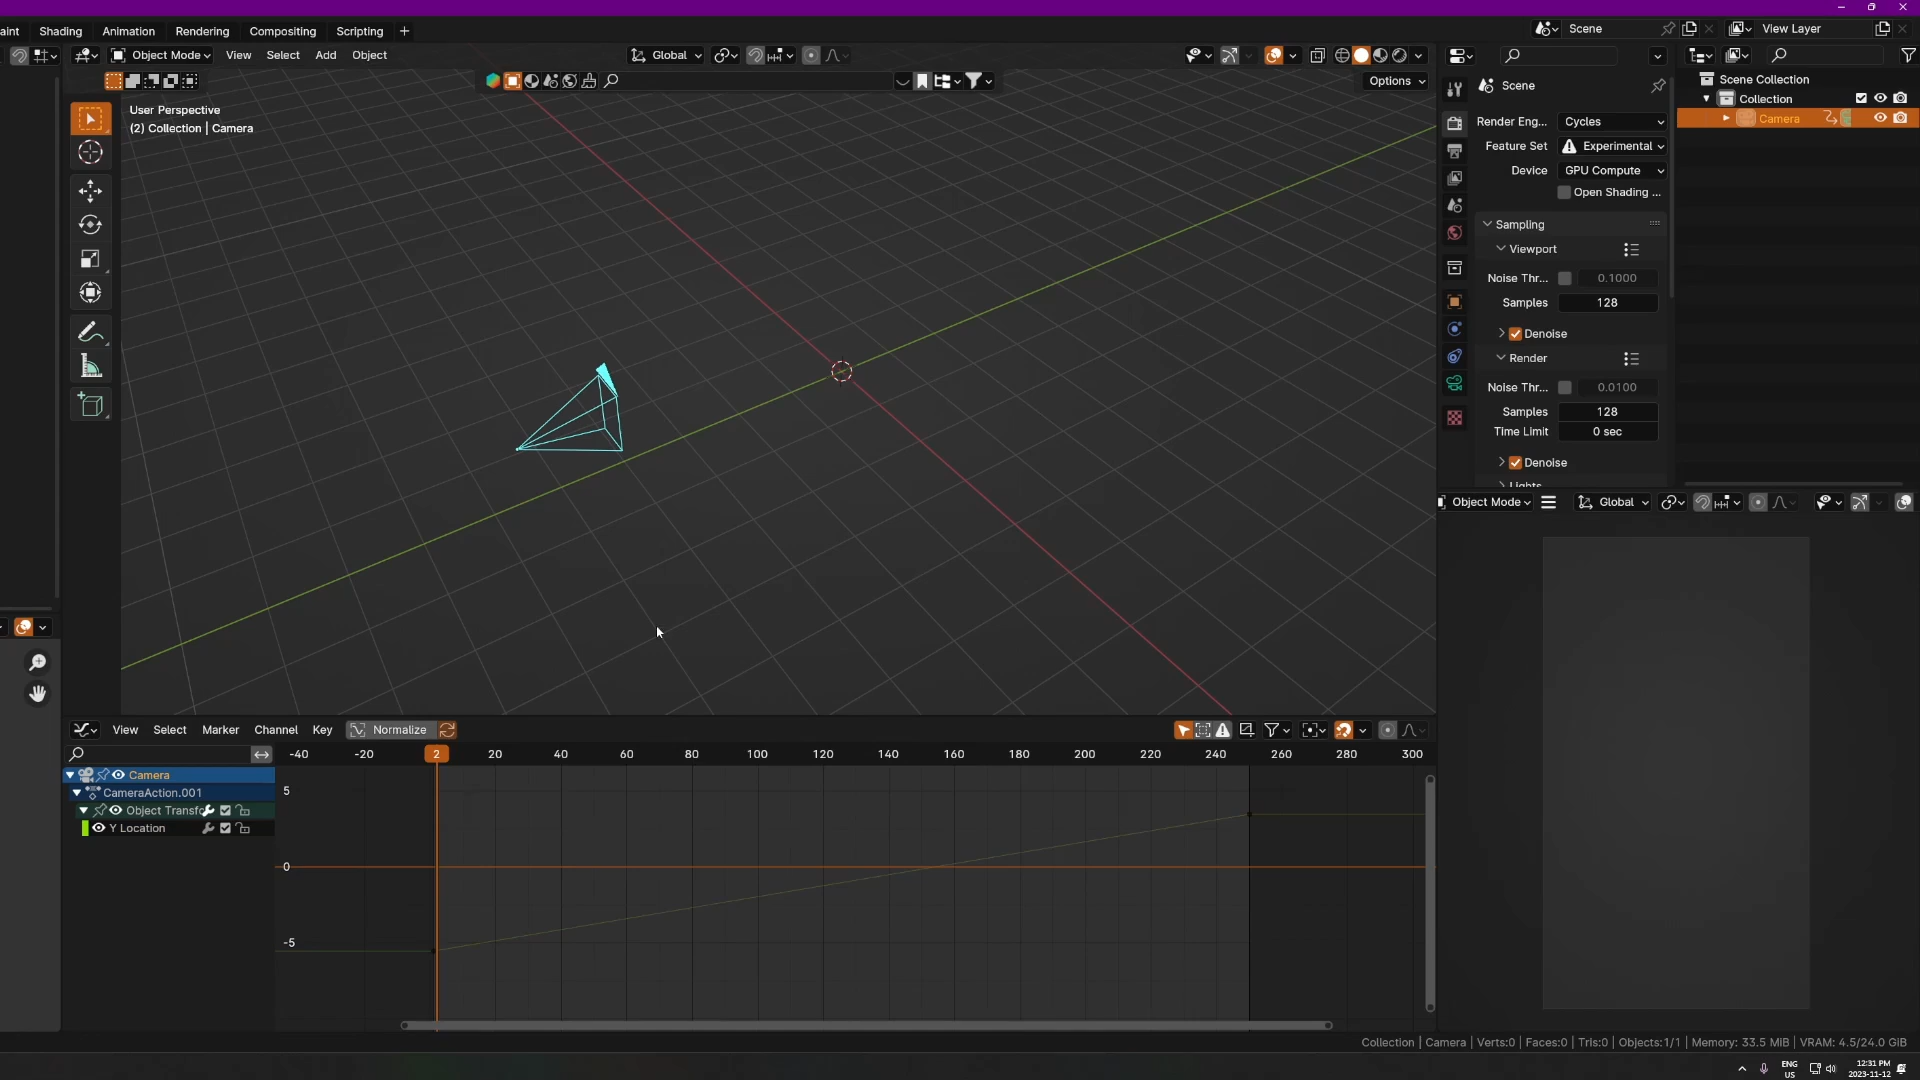 aint Shading Animation Rendering Compositing Scripting + Scene View Layer
Object Mode View Select Add Object Global
Options
User Perspective
(2) Collection | Camera
Scene
Render Eng... Cycles
Feature Set Experimental
Device GPU Compute
Open Shading ...
Sampling
Viewport
Noise Thr... 0.1000
Samples 128
Denoise
Render
Noise Thr... 0.0100
Samples 128
Time Limit 0 sec
Denoise
Lights
Scene Collection
Collection
Camera
Object Mode Global
View Select Marker Channel Key Normalize
-40 -20 2 20 40 60 80 100 120 140 160 180 200 220 240 260 280 300
Camera
CameraAction.001
Object Transfo
Y Location
5
0
-5
Collection | Camera | Verts:0 | Faces:0 | Tris:0 | Objects:1/1 | Memory: 33.5 MiB | VRAM: 4.5/24.0 GiB
ENG
US
12:31 PM
2023-11-12